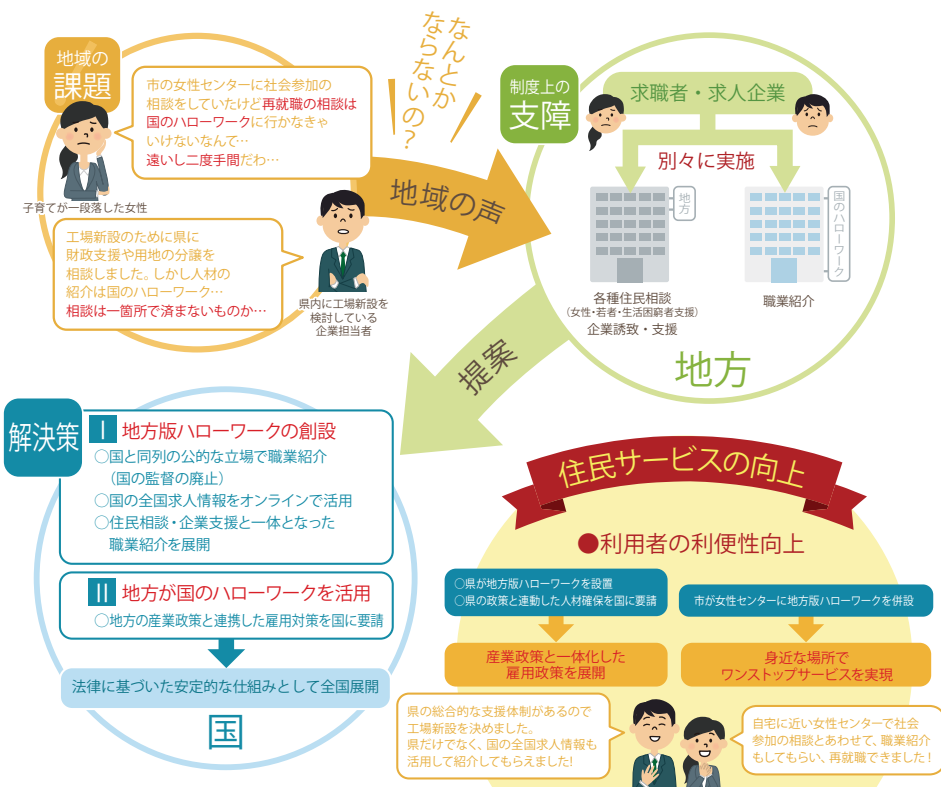 地域の
課題
市の女性センターに社会参加の
相談をしていたけど再就職の相談は
国のハローワークに行かなきゃ
いけないなんて…
遠いし二度手間だわ…
子育てが一段落した女性
工場新設のために県に
財政支援や用地の分譲を
相談しました。しかし人材の
紹介は国のハローワーク…
相談は一箇所で済まないものか…
県内に工場新設を
検討している
企業担当者
なんとか
ならないの?
地域の声
制度上の
支障
求職者・求人企業
別々に実施
地方
国のハローワーク
各種住民相談
(女性・若者・生活困窮者支援)
企業誘致・支援
職業紹介
地方
提案
解決策
Ⅰ 地方版ハローワークの創設
○国と同列の公的な立場で職業紹介
(国の監督の廃止)
○国の全国求人情報をオンラインで活用
○住民相談・企業支援と一体となった
職業紹介を展開
Ⅱ 地方が国のハローワークを活用
○地方の産業政策と連携した雇用対策を国に要請
法律に基づいた安定的な仕組みとして全国展開
国
住民サービスの向上
●利用者の利便性向上
○県が地方版ハローワークを設置
○県の政策と連動した人材確保を国に要請
産業政策と一体化した
雇用政策を展開
市が女性センターに地方版ハローワークを併設
身近な場所で
ワンストップサービスを実現
県の総合的な支援体制があるので
工場新設を決めました。
県だけでなく、国の全国求人情報も
活用して紹介してもらえました!
自宅に近い女性センターで社会
参加の相談とあわせて、職業紹介
もしてもらい、再就職できました!